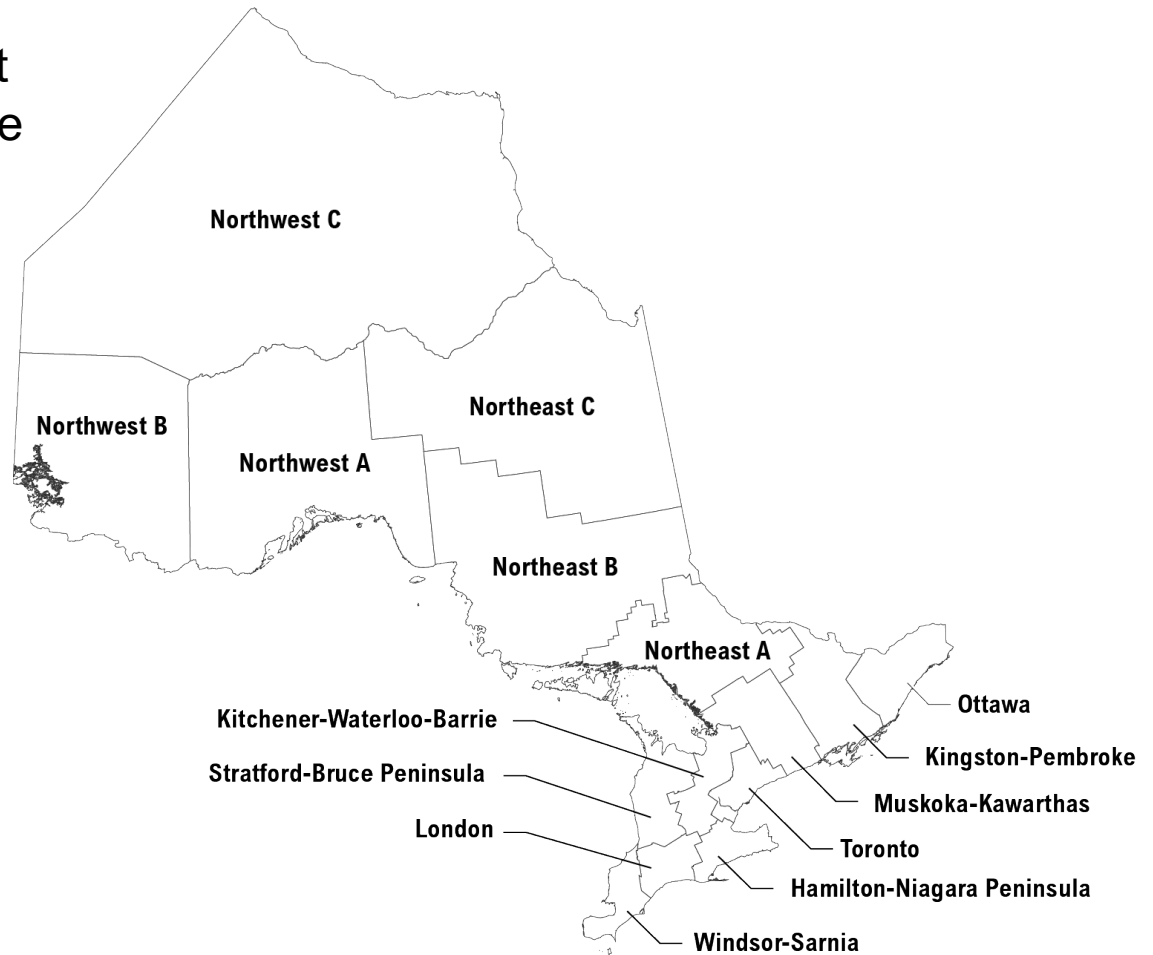 t
e
Northwest C
Northeast C
Northwest B
Northwest A
Northeast B
Northeast A
Ottawa
Kitchener-Waterloo-Barrie
Kingston-Pembroke
Stratford-Bruce Peninsula
Muskoka-Kawarthas
London
Toronto
Hamilton-Niagara Peninsula
Windsor-Sarnia